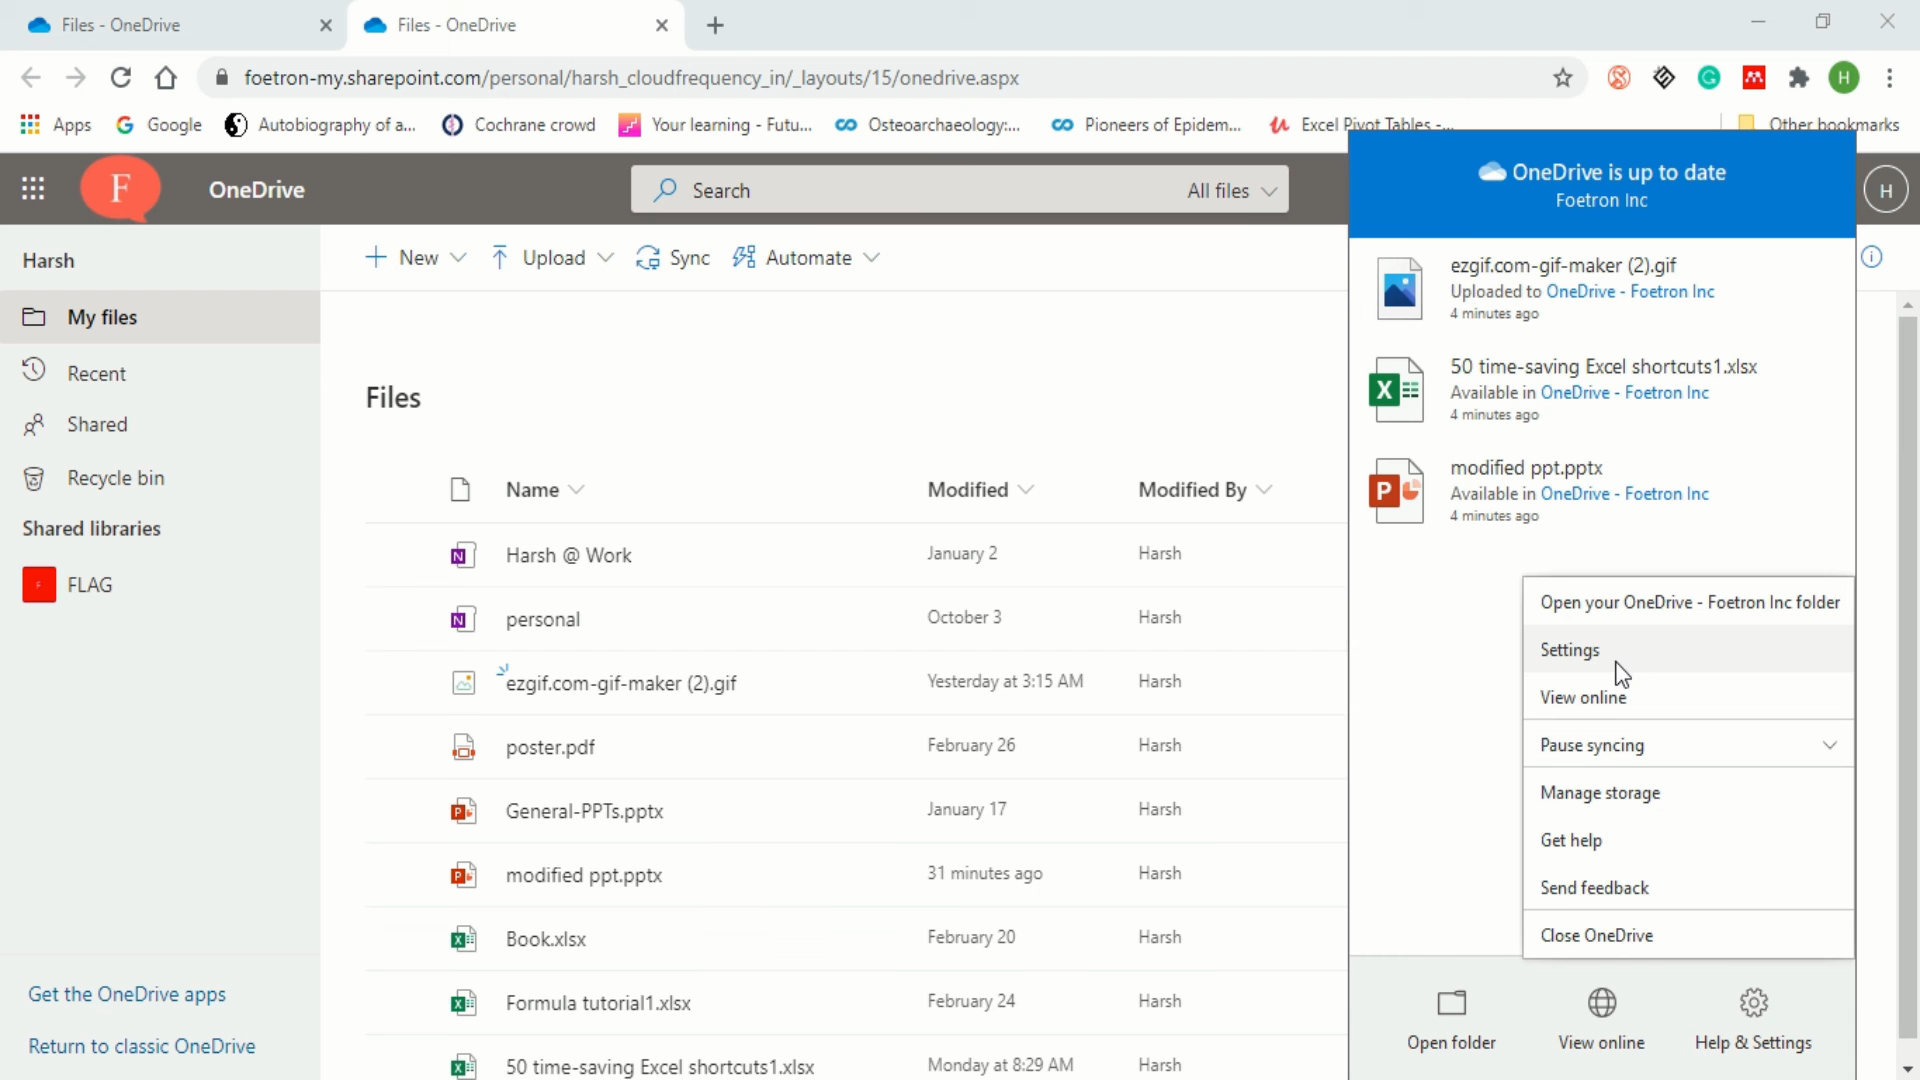 Files - OneDrive
Files - OneDrive
foetron-my.sharepoint.com/personal/harsh_cloudfrequency_in/_layouts/15/onedrive.aspx
H
Apps
Google
Autobiography of a...
Cochrane crowd
Your learning - Futu...
Osteoarchaeology:...
Pioneers of Epidem...
Excel Pivot Tables -...
Other bookmarks
F
OneDrive
Search
All files
H
Harsh
My files
Recent
Shared
Recycle bin
Shared libraries
F
FLAG
Get the OneDrive apps
Return to classic OneDrive
New
Upload
Sync
Automate
Files
Name Modified Modified By
Harsh @ Work January 2 Harsh
personal October 3 Harsh
ezgif.com-gif-maker (2).gif Yesterday at 3:15 AM Harsh
poster.pdf February 26 Harsh
General-PPTs.pptx January 17 Harsh
modified ppt.pptx 31 minutes ago Harsh
Book.xlsx February 20 Harsh
Formula tutorial1.xlsx February 24 Harsh
50 time-saving Excel shortcuts1.xlsx Monday at 8:29 AM Harsh
OneDrive is up to date
Foetron Inc
ezgif.com-gif-maker (2).gif
Uploaded to OneDrive - Foetron Inc
4 minutes ago
50 time-saving Excel shortcuts1.xlsx
Available in OneDrive - Foetron Inc
4 minutes ago
modified ppt.pptx
Available in OneDrive - Foetron Inc
4 minutes ago
Open your OneDrive - Foetron Inc folder
Settings
View online
Pause syncing
Manage storage
Get help
Send feedback
Close OneDrive
Open folder
View online
Help & Settings